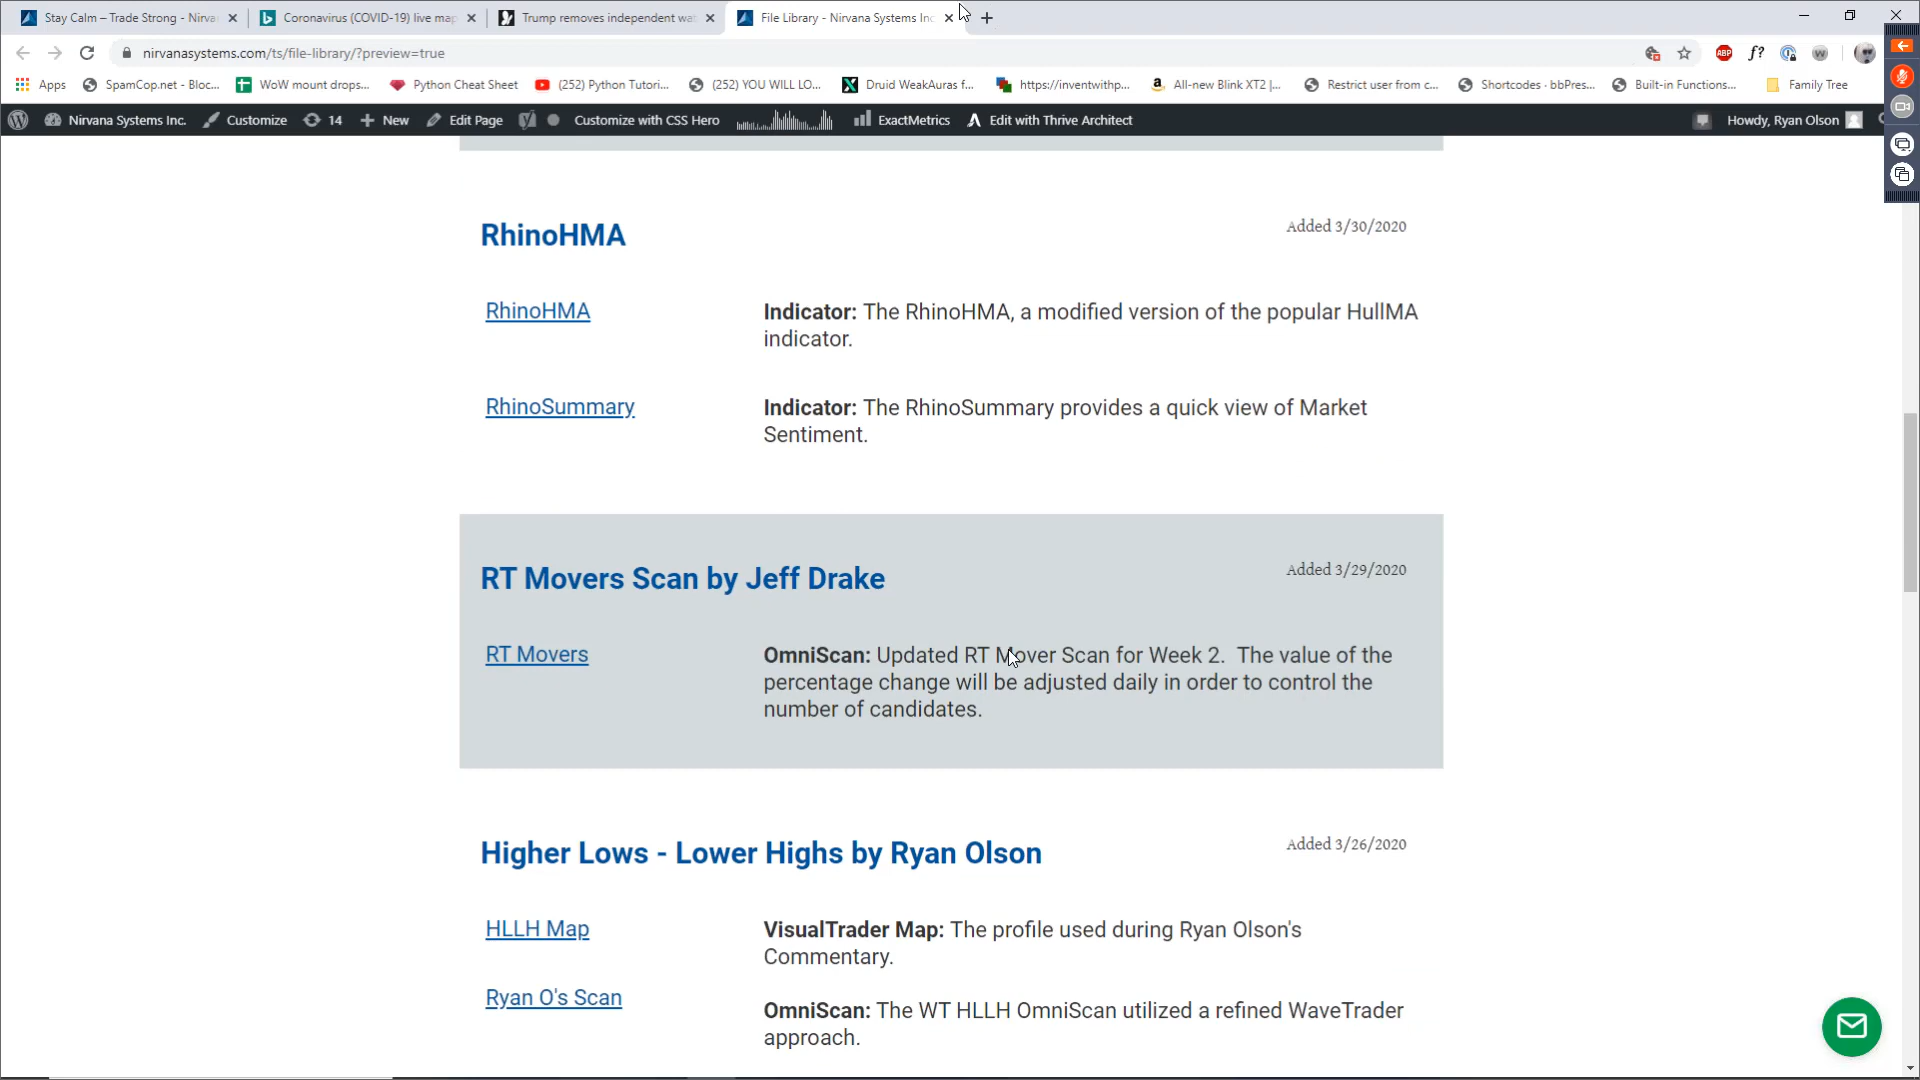 Stay Calm – Trade Strong - Nirva
Coronavirus (COVID-19) live map
Trump removes independent wat
File Library - Nirvana Systems Inc
nirvanasystems.com/ts/file-library/?preview=true
ABP
f?
Apps
SpamCop.net - Bloc...
WoW mount drops...
Python Cheat Sheet
(252) Python Tutori...
(252) YOU WILL LO...
Druid WeakAuras f...
https://inventwithp...
All-new Blink XT2 |...
Restrict user from c...
Shortcodes · bbPres...
Built-in Functions...
Family Tree
Nirvana Systems Inc.
Customize
14
New
Edit Page
Customize with CSS Hero
ExactMetrics
Edit with Thrive Architect
Howdy, Ryan Olson
RhinoHMA
Added 3/30/2020
RhinoHMA
Indicator: The RhinoHMA, a modified version of the popular HullMA
indicator.
RhinoSummary
Indicator: The RhinoSummary provides a quick view of Market
Sentiment.
RT Movers Scan by Jeff Drake
Added 3/29/2020
RT Movers
OmniScan: Updated RT Mover Scan for Week 2. The value of the
percentage change will be adjusted daily in order to control the
number of candidates.
Higher Lows - Lower Highs by Ryan Olson
Added 3/26/2020
HLLH Map
VisualTrader Map: The profile used during Ryan Olson's
Commentary.
Ryan O's Scan
OmniScan: The WT HLLH OmniScan utilized a refined WaveTrader
approach.